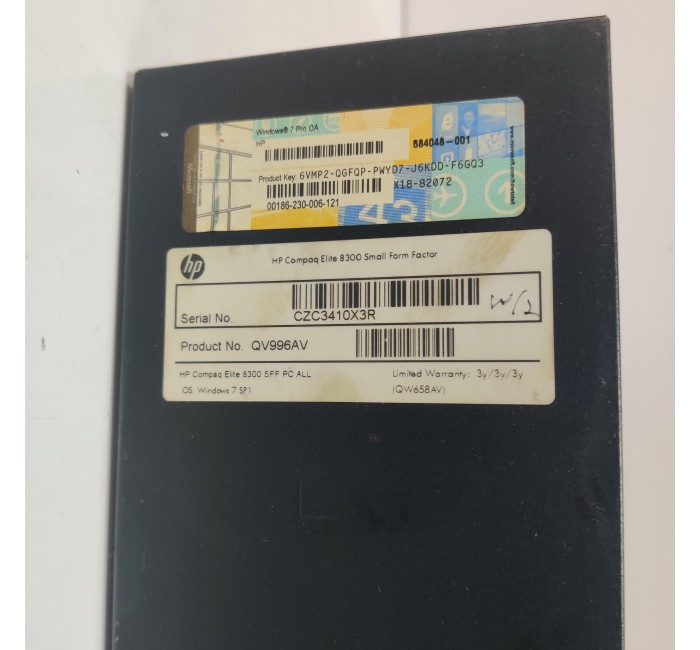 Windows® 7 Pro OA
HP
584048-001
Product Key: 6VMP2-QGFQP-PWYD7-J6KDD-F6GQ3
X18-82072
00186-230-006-121
hp
HP Compaq Elite 8300 Small Form Factor
Serial No. CZC3410X3R
W/2
Product No. QV996AV
HP Compaq Elite 8300 SFF PC ALL
Limited Warranty: 3y/3y/3y
OS: Windows 7 SP1
(QW658AV)